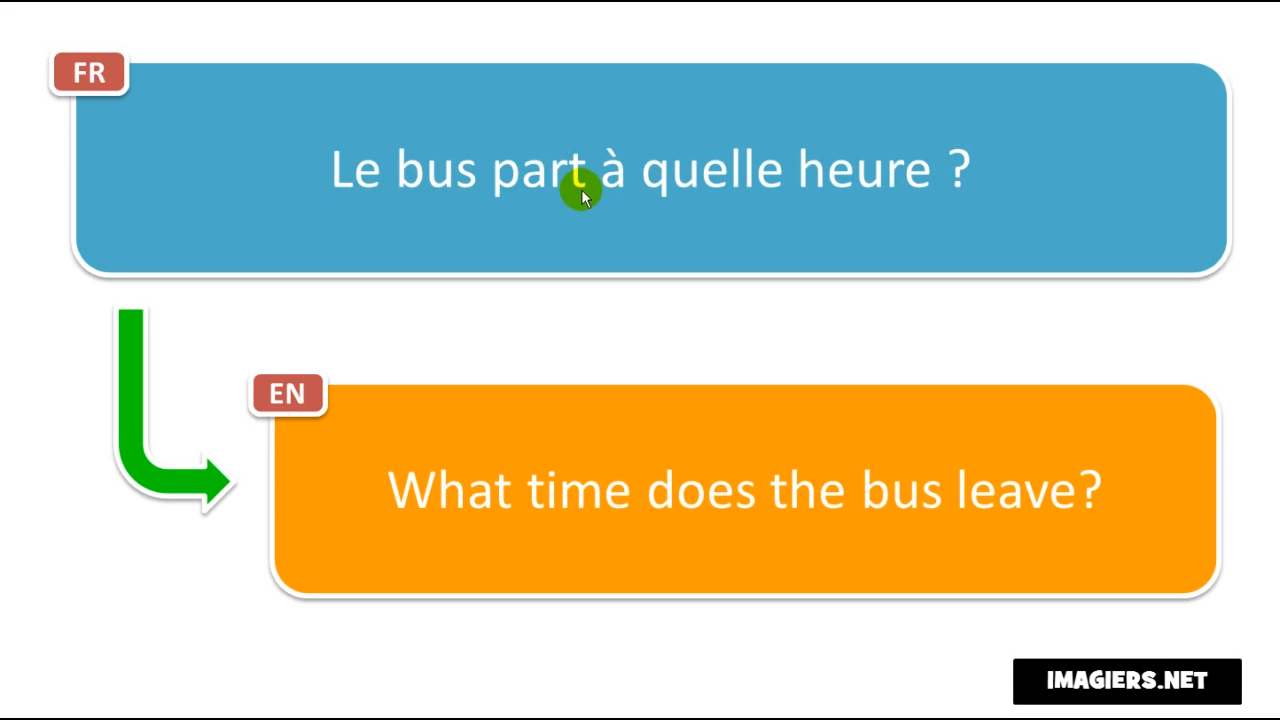 FR
Le bus part à quelle heure ?
EN
What time does the bus leave?
IMAGIERS.NET